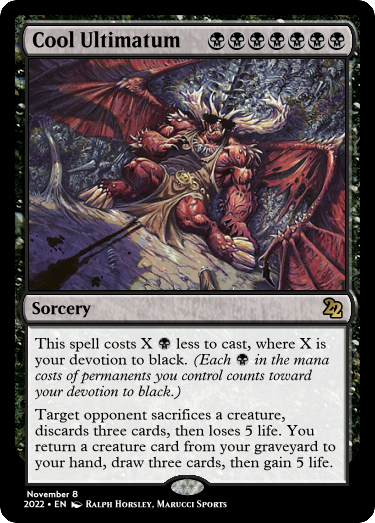 Cool Ultimatum
Sorcery
22
This spell costs X less to cast, where X is
your devotion to black. (Each in the mana
costs of permanents you control counts toward
your devotion to black.)
Target opponent sacrifices a creature,
discards three cards, then loses 5 life. You
return a creature card from your graveyard to
your hand, draw three cards, then gain 5 life.
November 8
2022 • EN Ralph Horsley, Marucci Sports